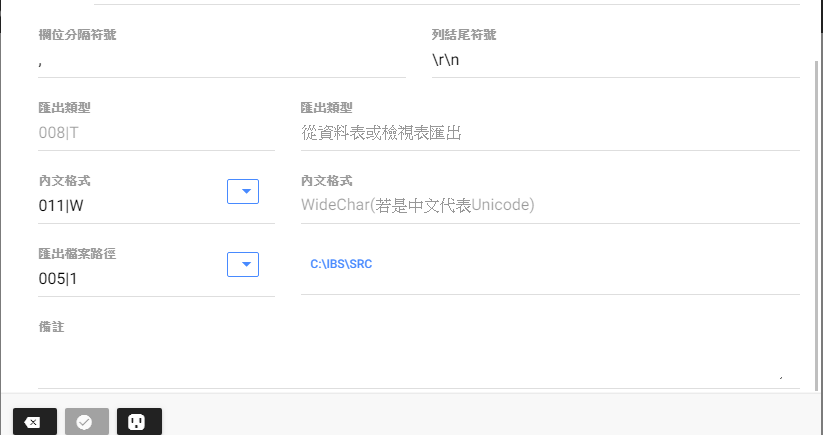 欄位分隔符號
列結尾符號
,
\r\n
匯出類型
匯出類型
008|T
從資料表或檢視表匯出
內文格式
內文格式
011|W
WideChar(若是中文代表Unicode)
匯出檔案路徑
005|1
C:\IBS\SRC
備註